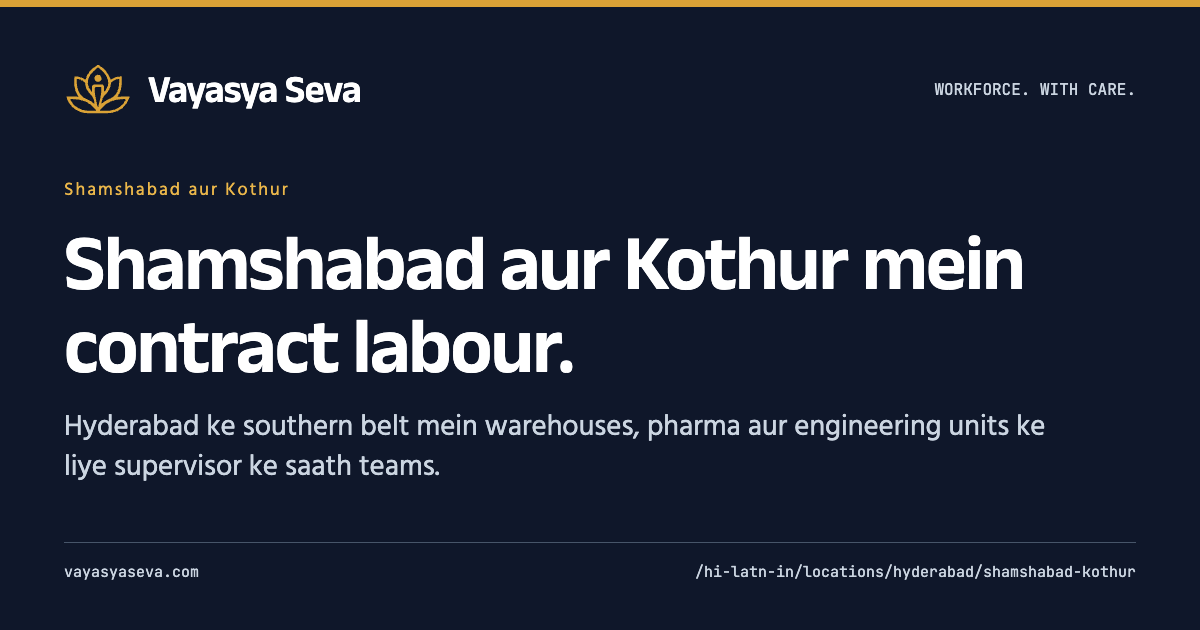 Vayasya Seva
WORKFORCE. WITH CARE.
Shamshabad aur Kothur
Shamshabad aur Kothur mein
contract labour.
Hyderabad ke southern belt mein warehouses, pharma aur engineering units ke
liye supervisor ke saath teams.
vayasyaseva.com
/hi-latn-in/locations/hyderabad/shamshabad-kothur